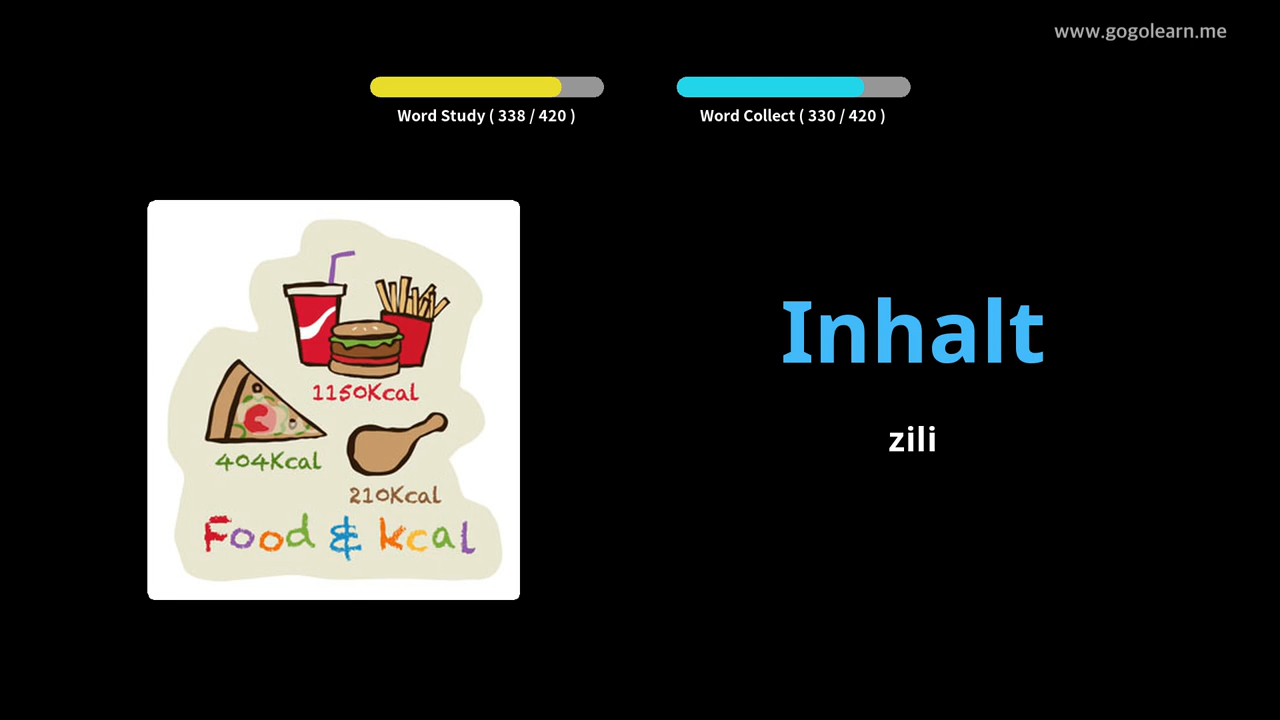 www.gogolearn.me
Word Study ( 338 / 420 )
Word Collect ( 330 / 420 )
Inhalt
zili
1150Kcal
404Kcal
210Kcal
Food & kcal